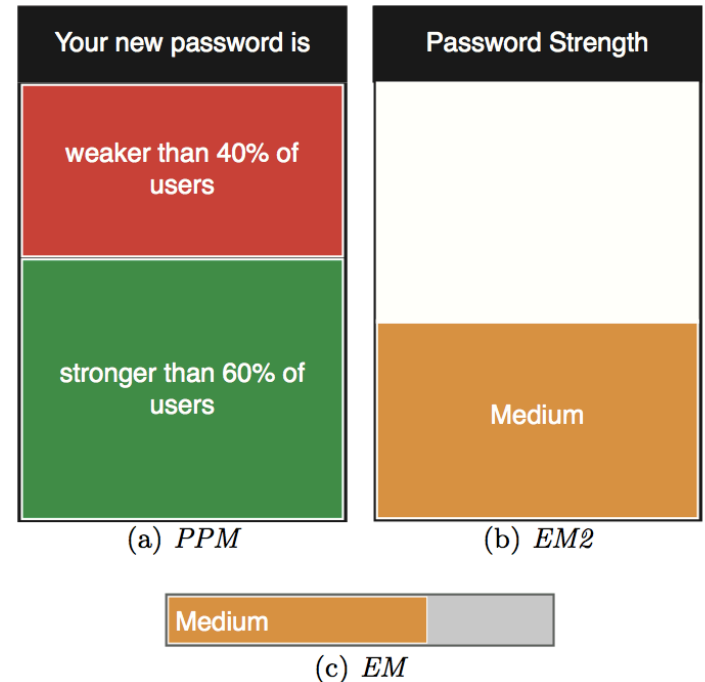 Your new password is
weaker than 40% of
users
stronger than 60% of
users
(a) PPM
Password Strength
Medium
(b) EM2
Medium
(c) EM